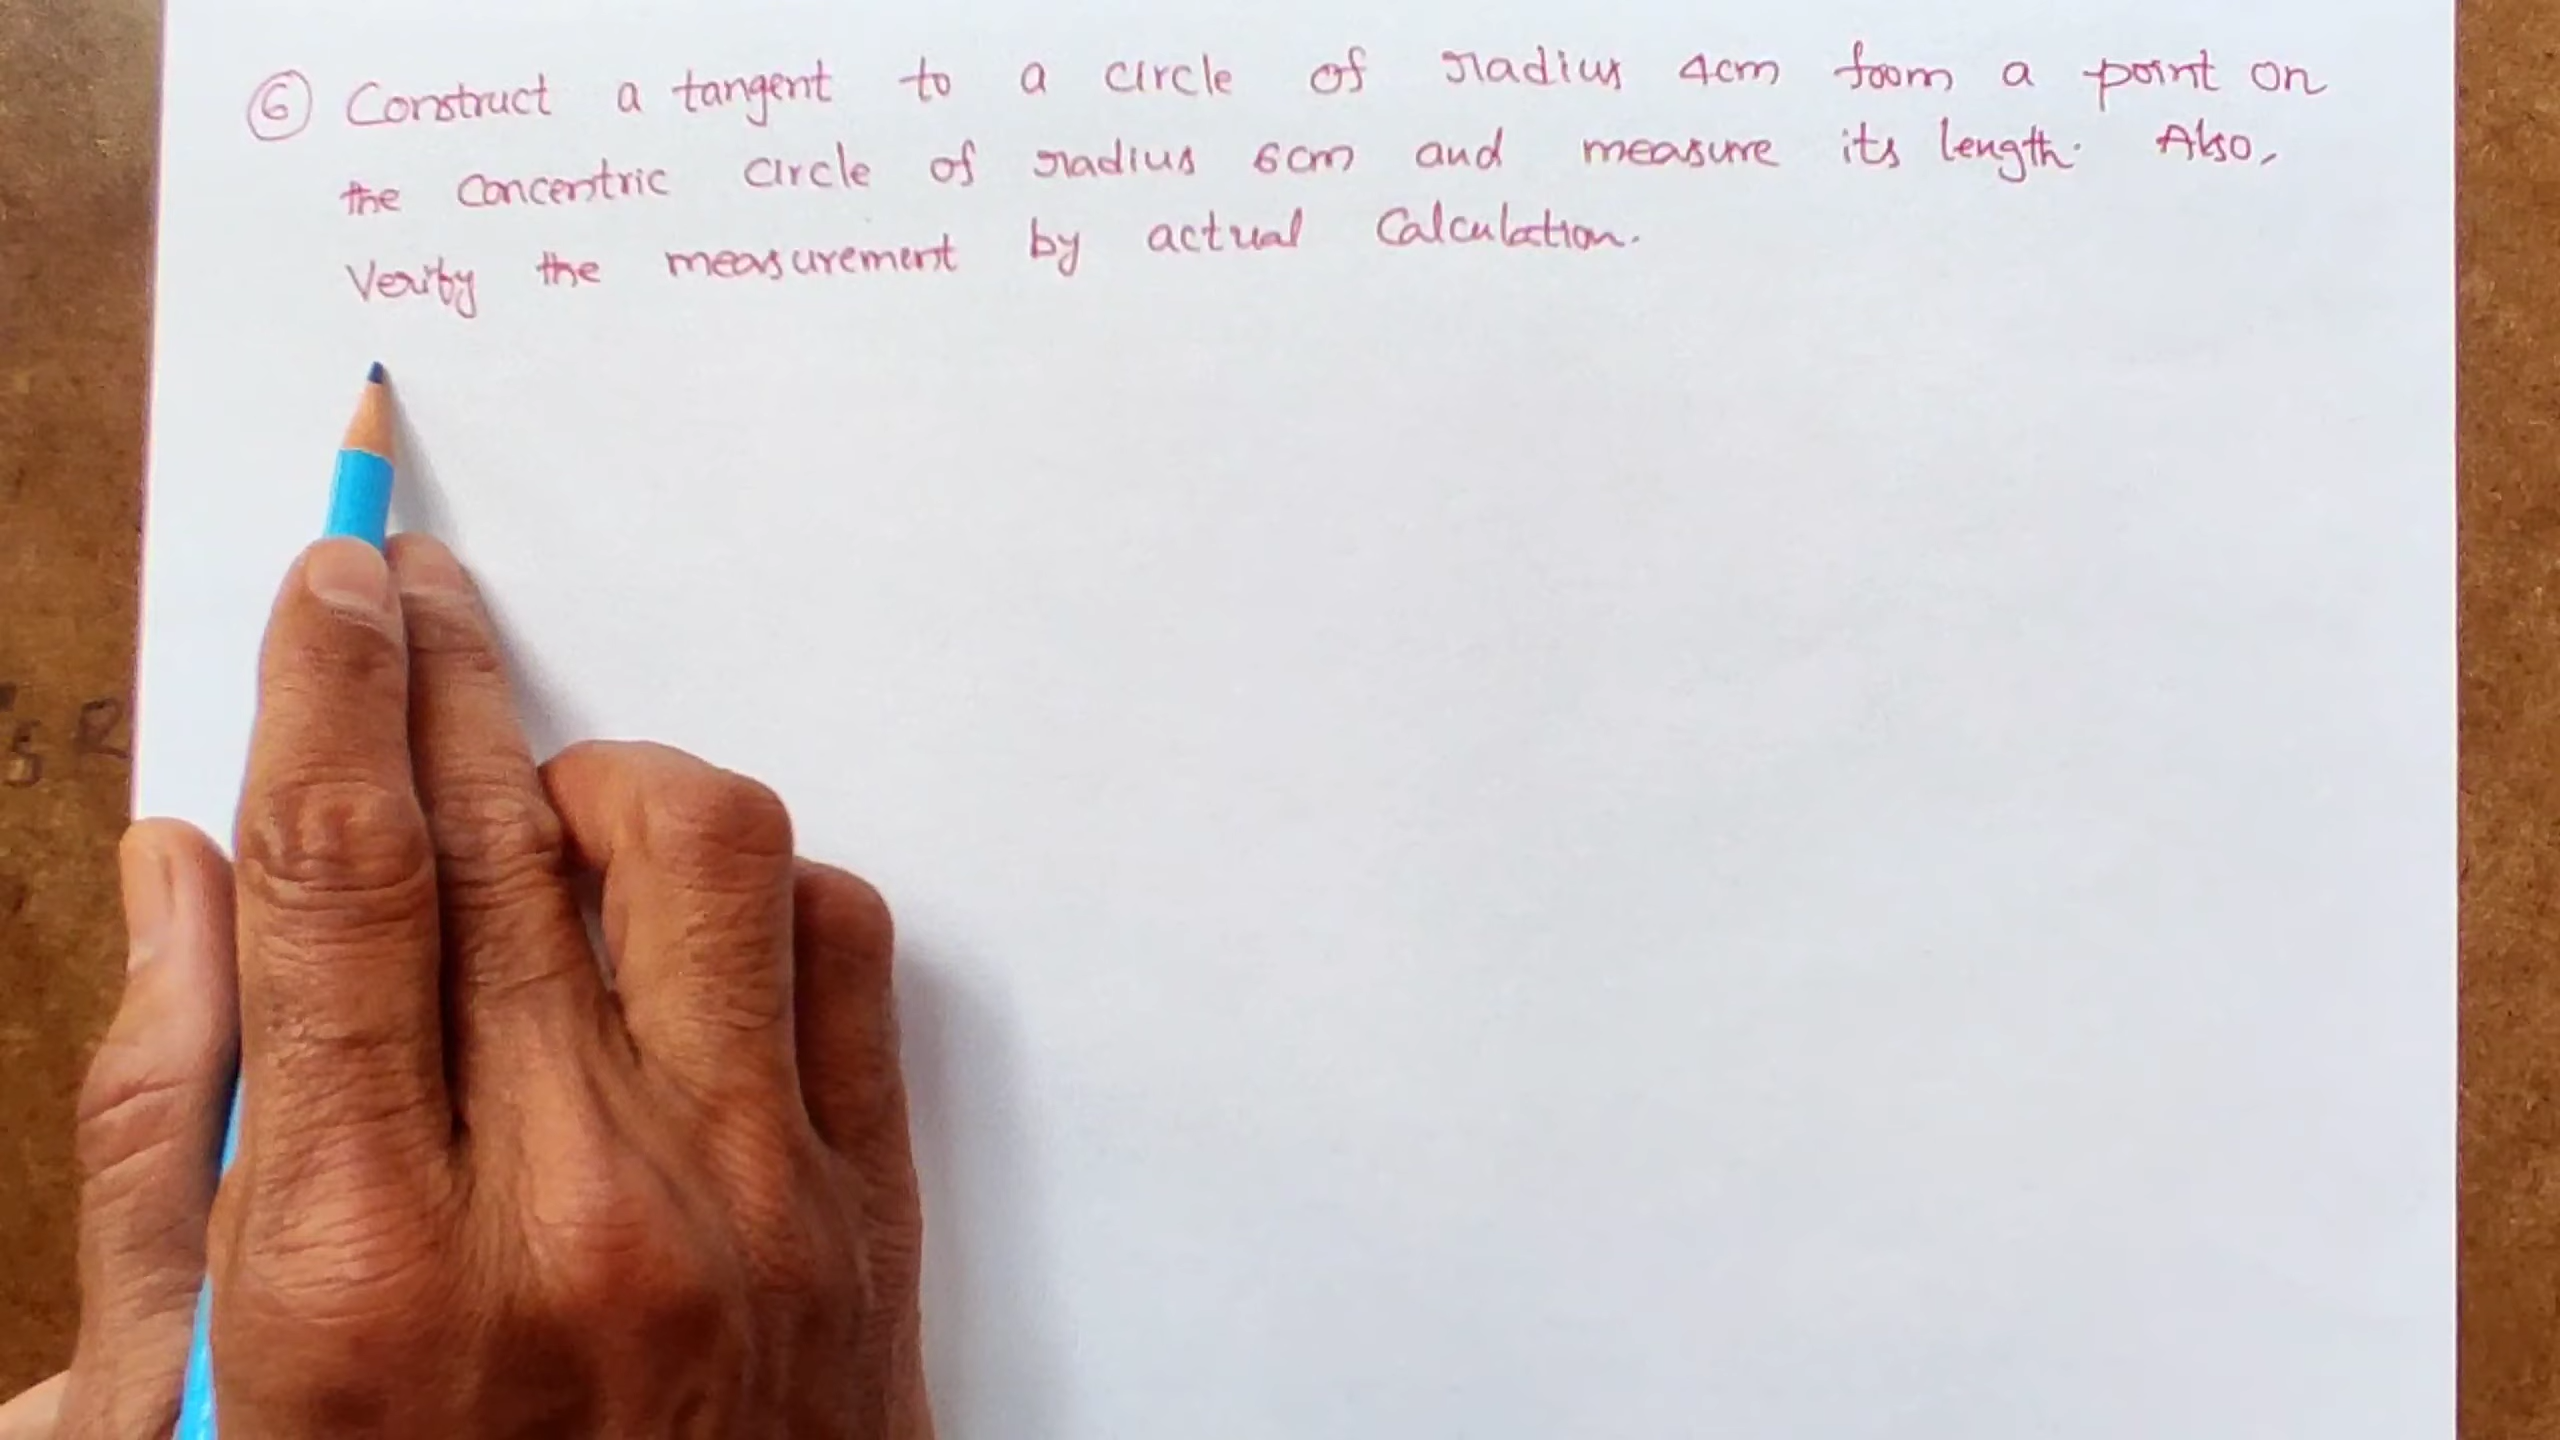 ⑥ Construct a tangent to a circle of radius 4cm from a point on
the concentric circle of radius 6cm and measure its length. Also,
Verify the measurement by actual Calculation.
S R